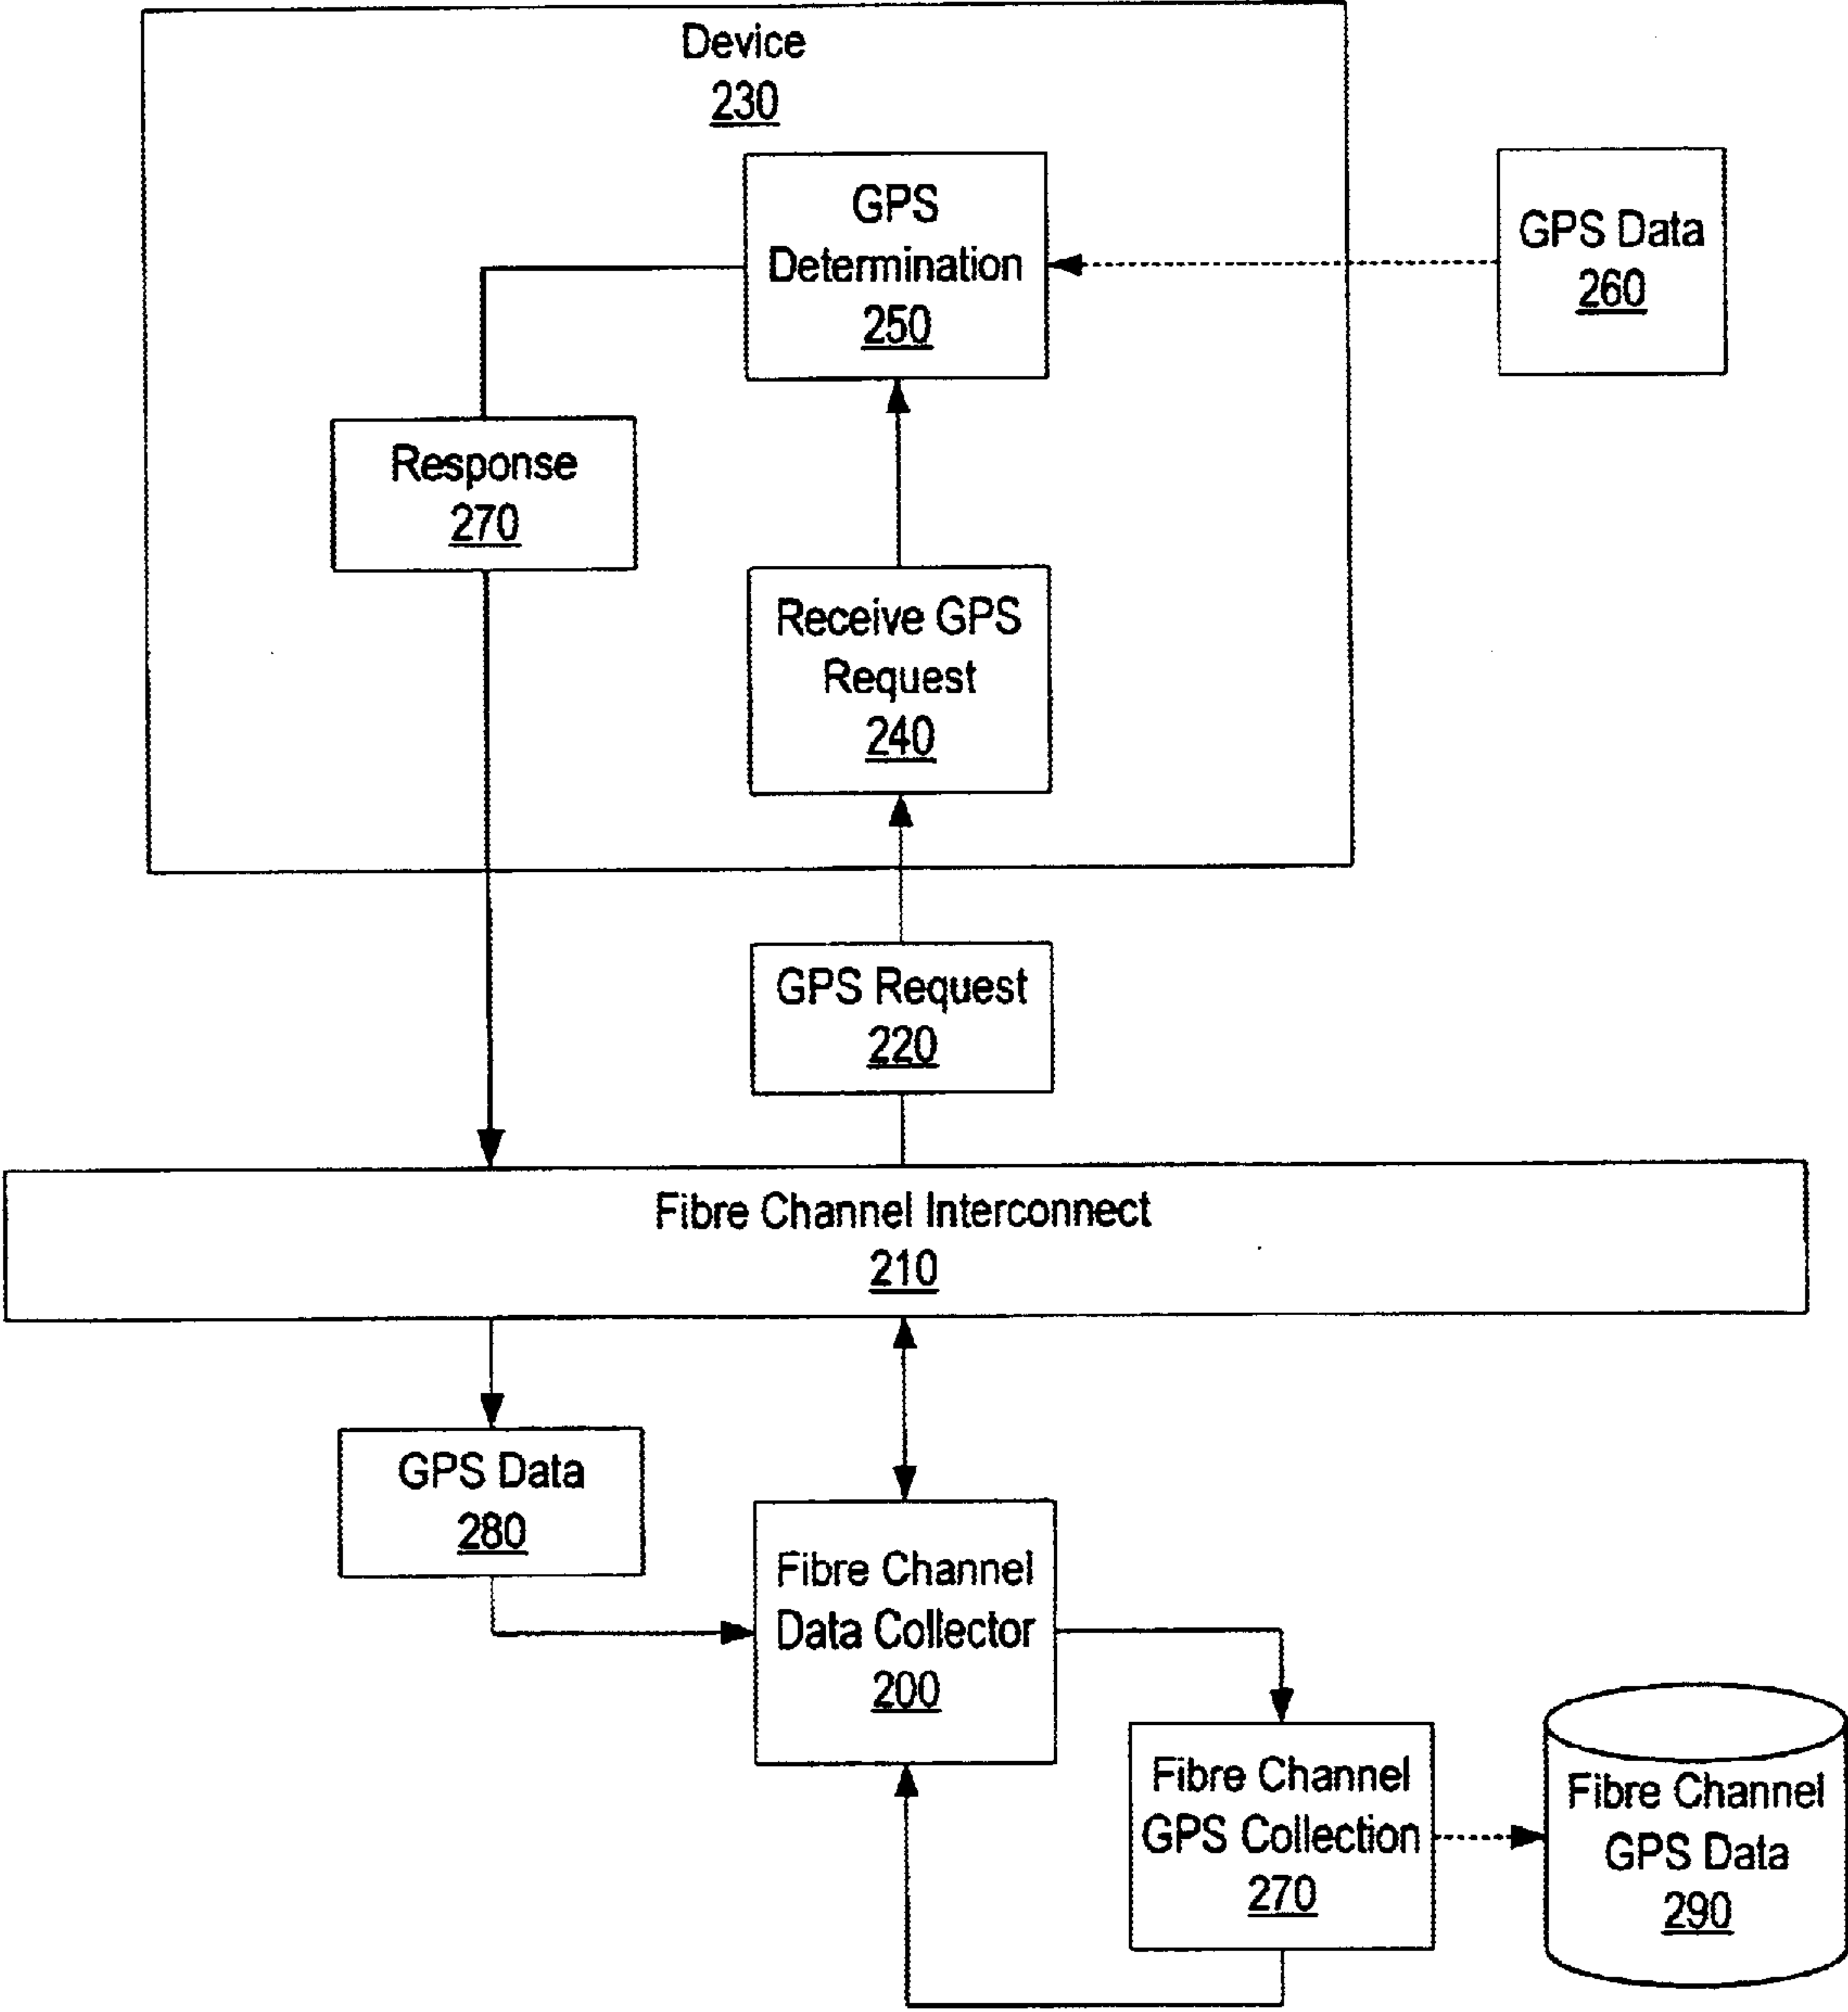 Device
230
GPS
Determination
250
GPS Data
260
Response
270
Receive GPS
Request
240
GPS Request
220
Fibre Channel Interconnect
210
GPS Data
280
Fibre Channel
Data Collector
200
Fibre Channel
GPS Collection
270
Fibre Channel
GPS Data
290